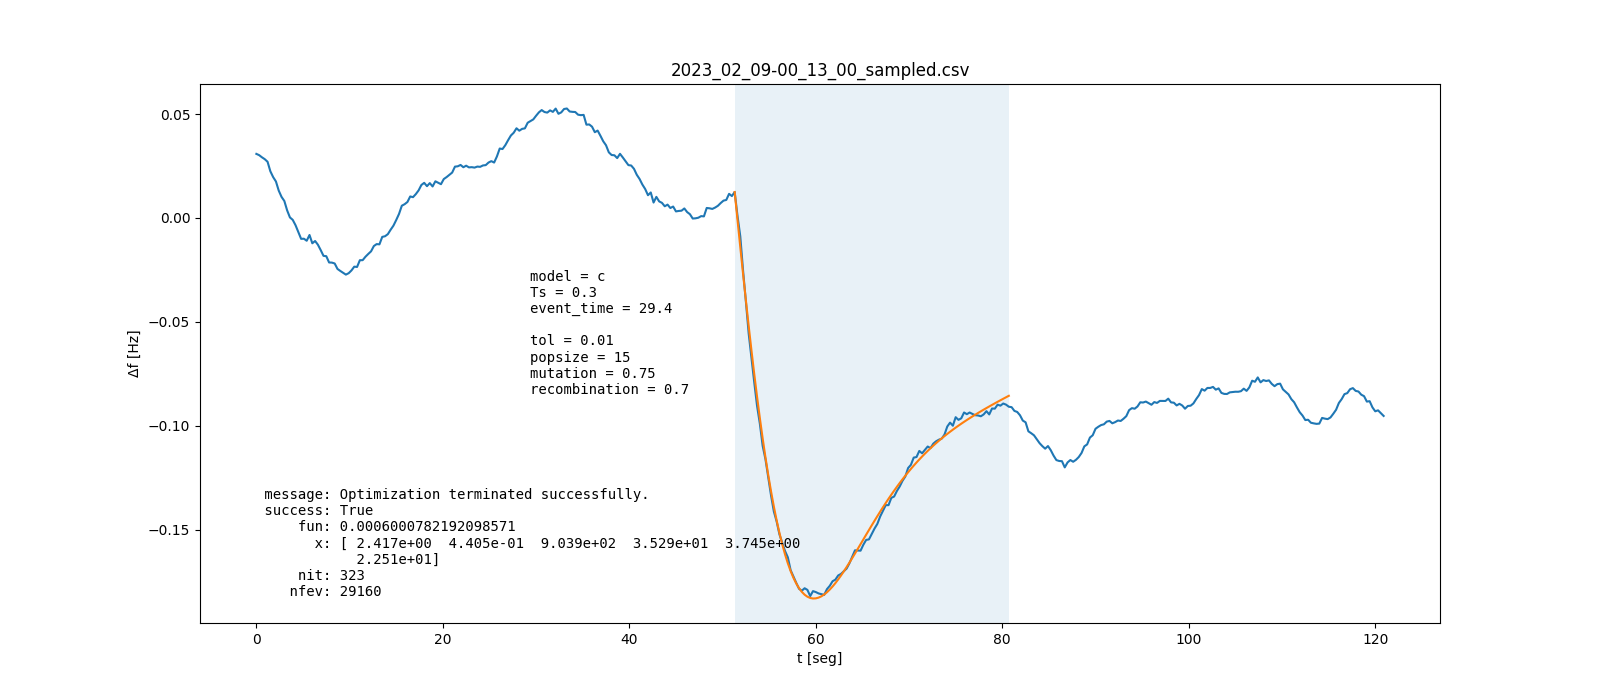 2023_02_09-00_13_00_sampled.csv
0.05
0.00
−0.05
−0.10
−0.15
Δf [Hz]
model = c
Ts = 0.3
event_time = 29.4
tol = 0.01
popsize = 15
mutation = 0.75
recombination = 0.7
message: Optimization terminated successfully.
success: True
fun: 0.0006000782192098571
x: [ 2.417e+00  4.405e-01  9.039e+02  3.529e+01  3.745e+00
2.251e+01]
nit: 323
nfev: 29160
0 20 40 60 80 100 120
t [seg]